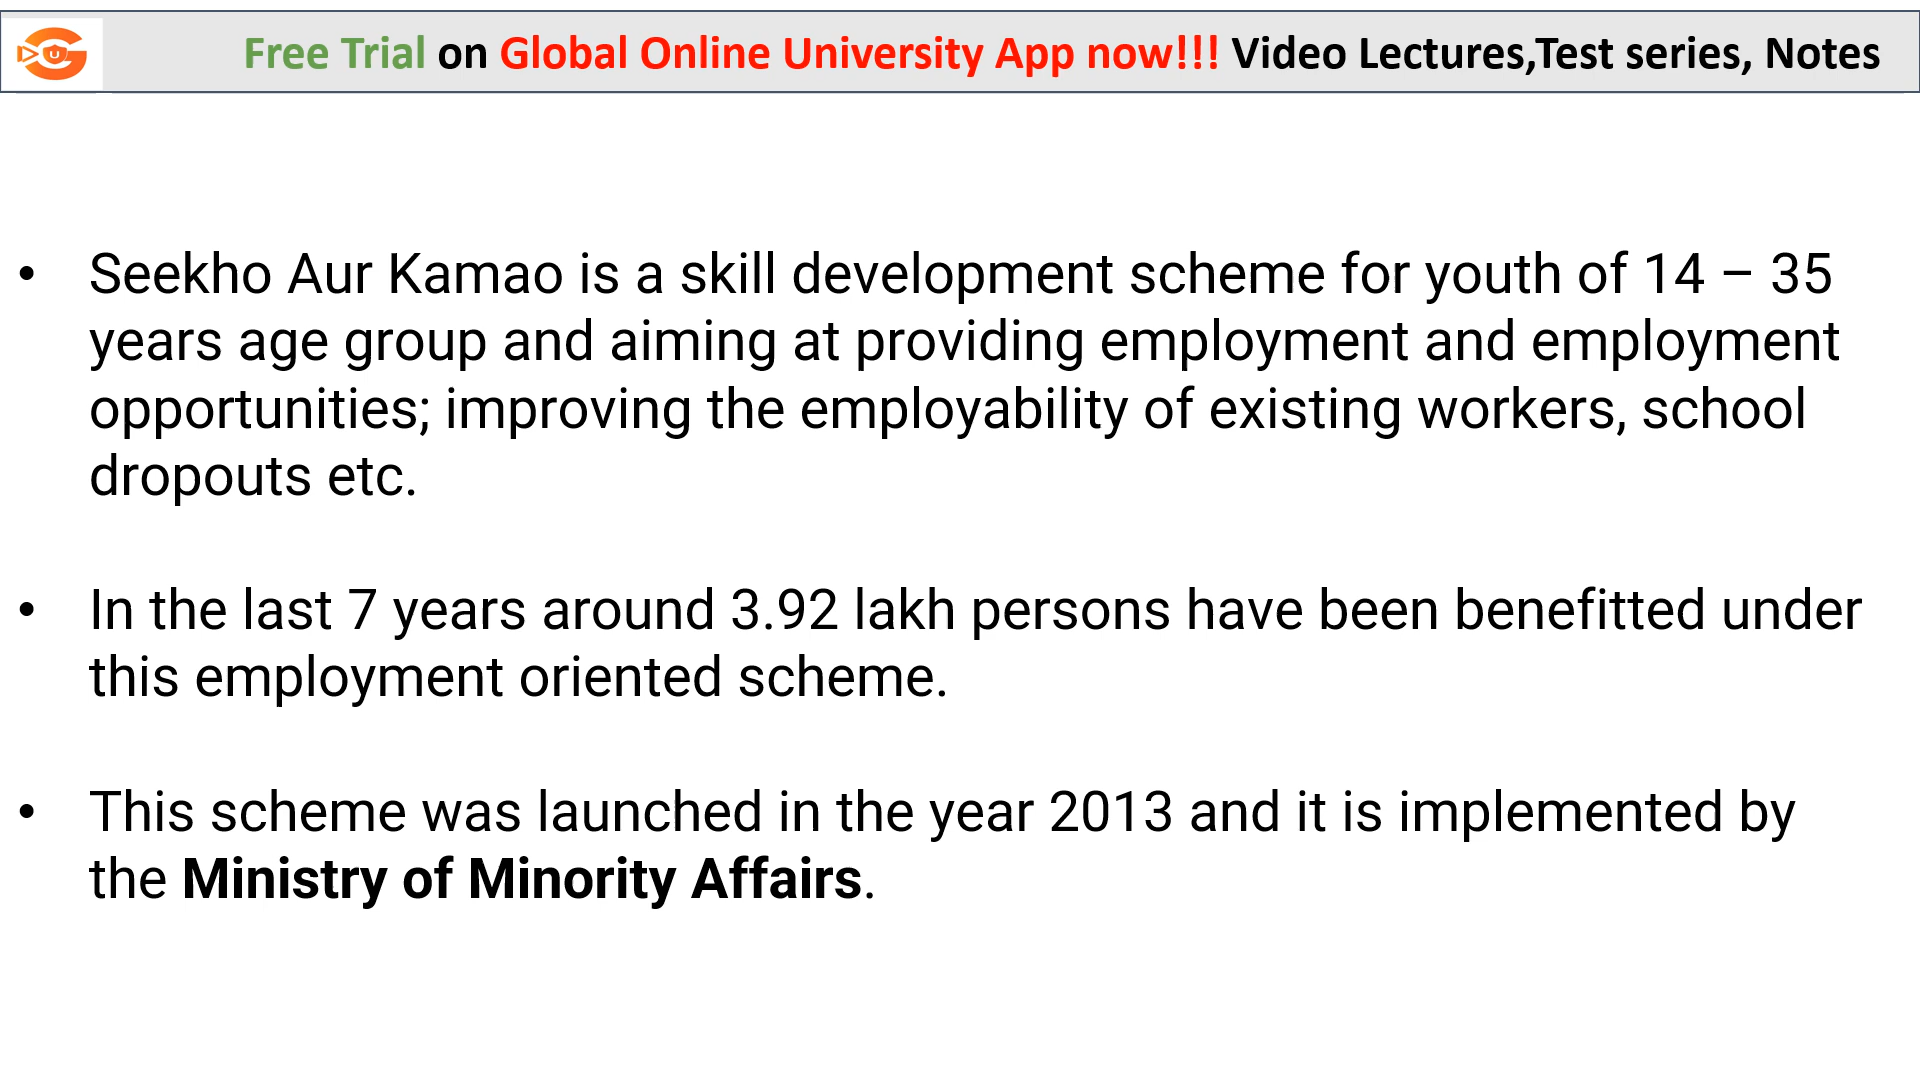 Free Trial on Global Online University App now!!! Video Lectures,Test series, Notes
• Seekho Aur Kamao is a skill development scheme for youth of 14 – 35
years age group and aiming at providing employment and employment
opportunities; improving the employability of existing workers, school
dropouts etc.
• In the last 7 years around 3.92 lakh persons have been benefitted under
this employment oriented scheme.
• This scheme was launched in the year 2013 and it is implemented by
the Ministry of Minority Affairs.